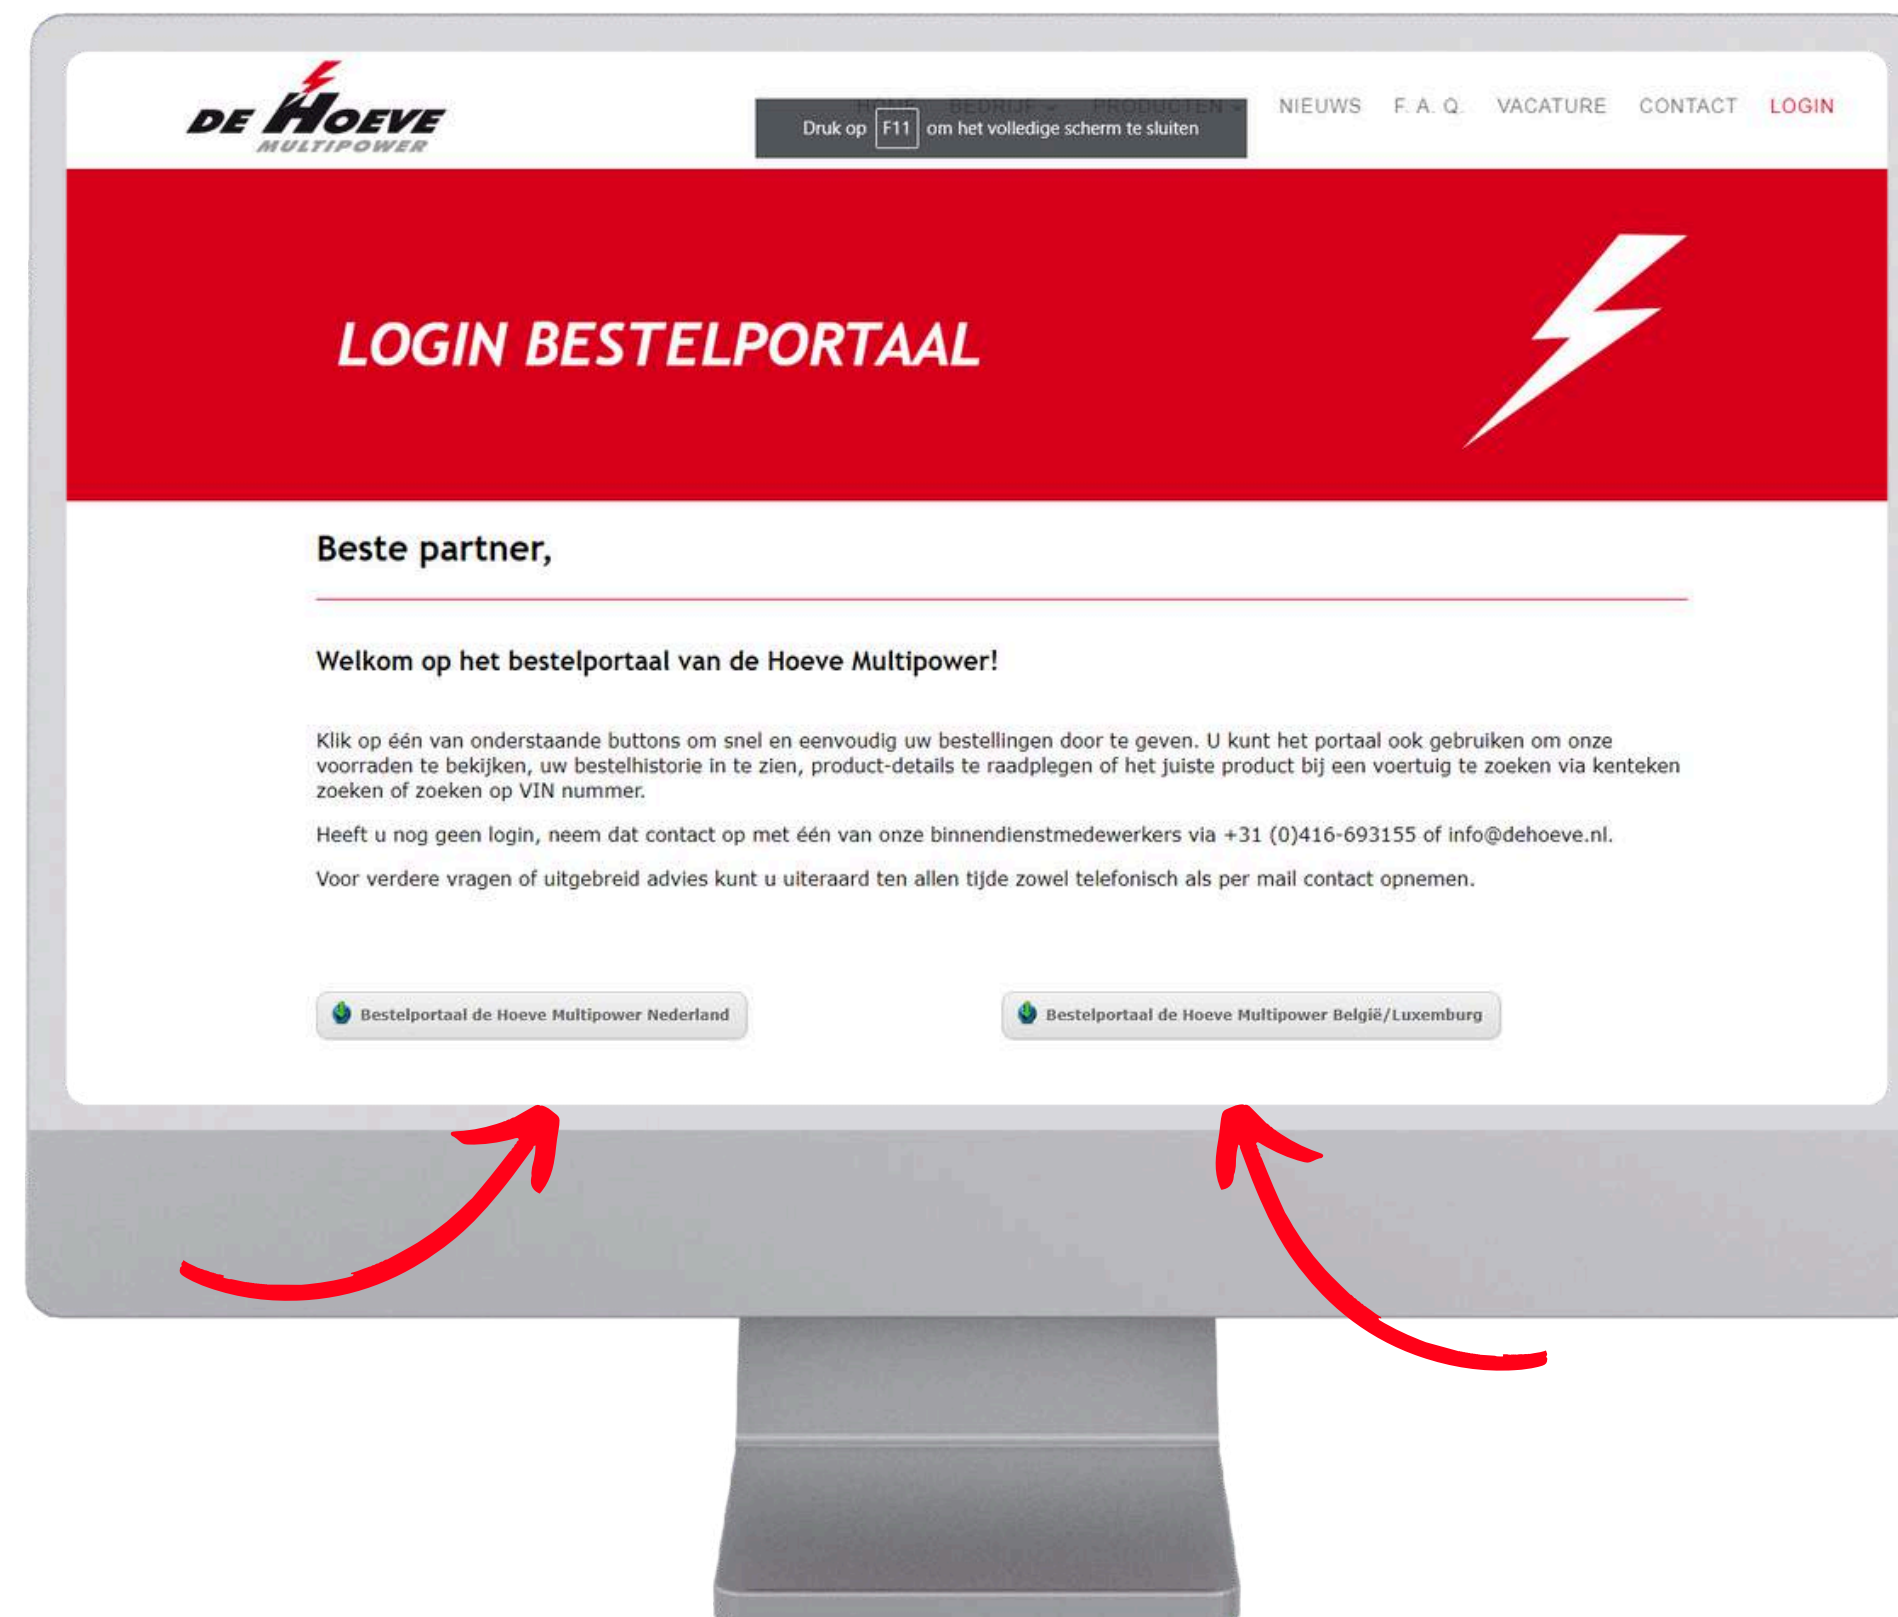 DE HOEVE
MULTIPOWER
HOME BEDRIJF PRODUCTEN NIEUWS F. A. Q. VACATURE CONTACT LOGIN
Druk op F11 om het volledige scherm te sluiten
LOGIN BESTELPORTAAL
Beste partner,
Welkom op het bestelportaal van de Hoeve Multipower!
Klik op één van onderstaande buttons om snel en eenvoudig uw bestellingen door te geven. U kunt het portaal ook gebruiken om onze
voorraden te bekijken, uw bestelhistorie in te zien, product-details te raadplegen of het juiste product bij een voertuig te zoeken via kenteken
zoeken of zoeken op VIN nummer.
Heeft u nog geen login, neem dat contact op met één van onze binnendienstmedewerkers via +31 (0)416-693155 of info@dehoeve.nl.
Voor verdere vragen of uitgebreid advies kunt u uiteraard ten allen tijde zowel telefonisch als per mail contact opnemen.
Bestelportaal de Hoeve Multipower Nederland
Bestelportaal de Hoeve Multipower België/Luxemburg